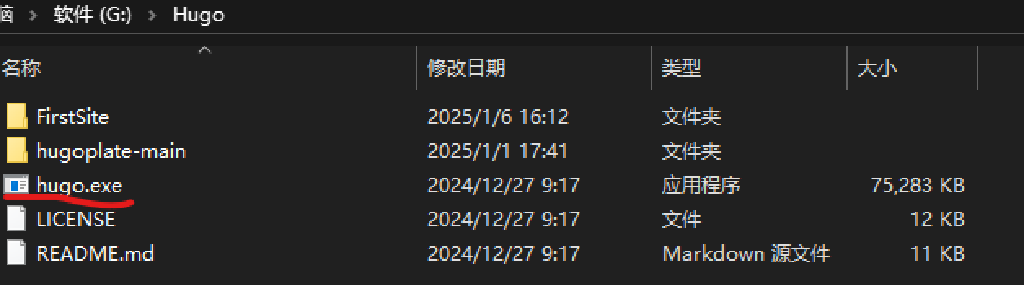 脑 › 软件 (G:) › Hugo
名称 修改日期 类型 大小
FirstSite 2025/1/6 16:12 文件夹
hugoplate-main 2025/1/1 17:41 文件夹
hugo.exe 2024/12/27 9:17 应用程序 75,283 KB
LICENSE 2024/12/27 9:17 文件 12 KB
README.md 2024/12/27 9:17 Markdown 源文件 11 KB